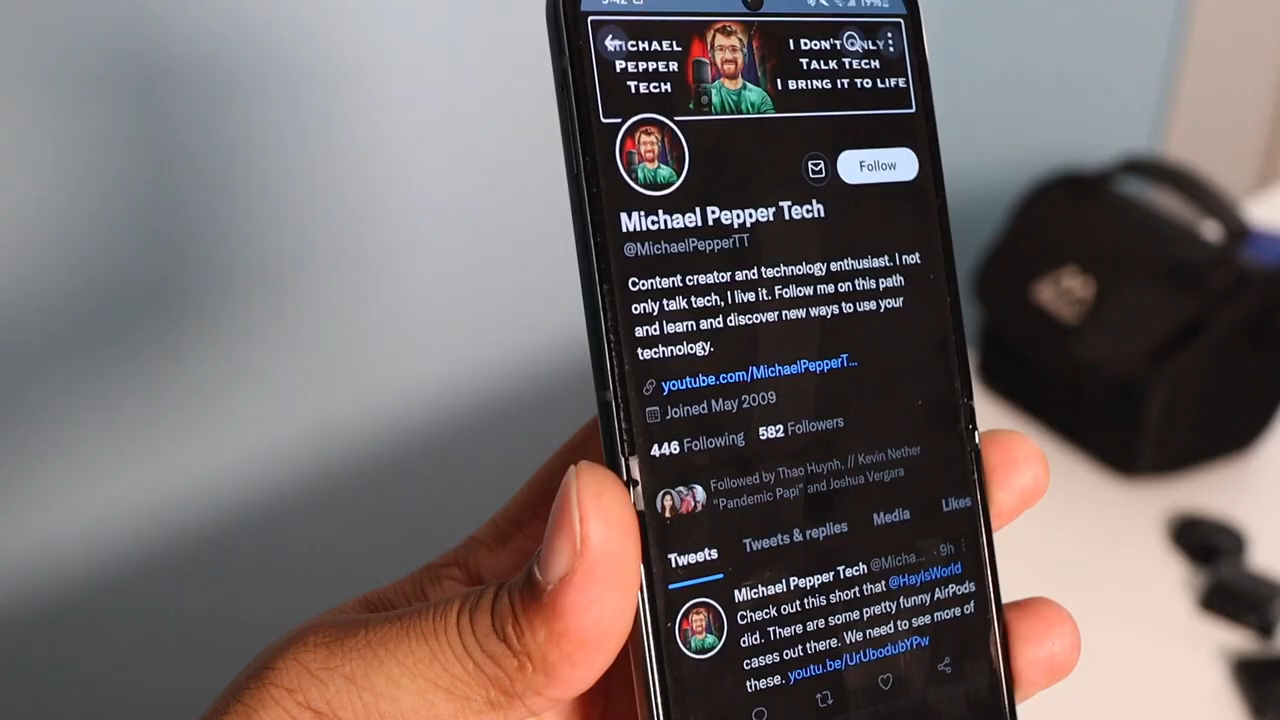 5:42
19%
MICHAEL
PEPPER
TECH
I DON'T ONLY
TALK TECH
I BRING IT TO LIFE
Follow
Michael Pepper Tech
@MichaelPepperTT
Content creator and technology enthusiast. I not
only talk tech, I live it. Follow me on this path
and learn and discover new ways to use your
technology.
youtube.com/MichaelPepperT...
Joined May 2009
446 Following 582 Followers
Followed by Thao Huynh, // Kevin Nether
"Pandemic Papi" and Joshua Vergara
Tweets Tweets & replies Media Likes
Michael Pepper Tech @Micha... · 9h
Check out this short that @HayIsWorld
did. There are some pretty funny AirPods
cases out there. We need to see more of
these. youtu.be/UrUbodubYPw